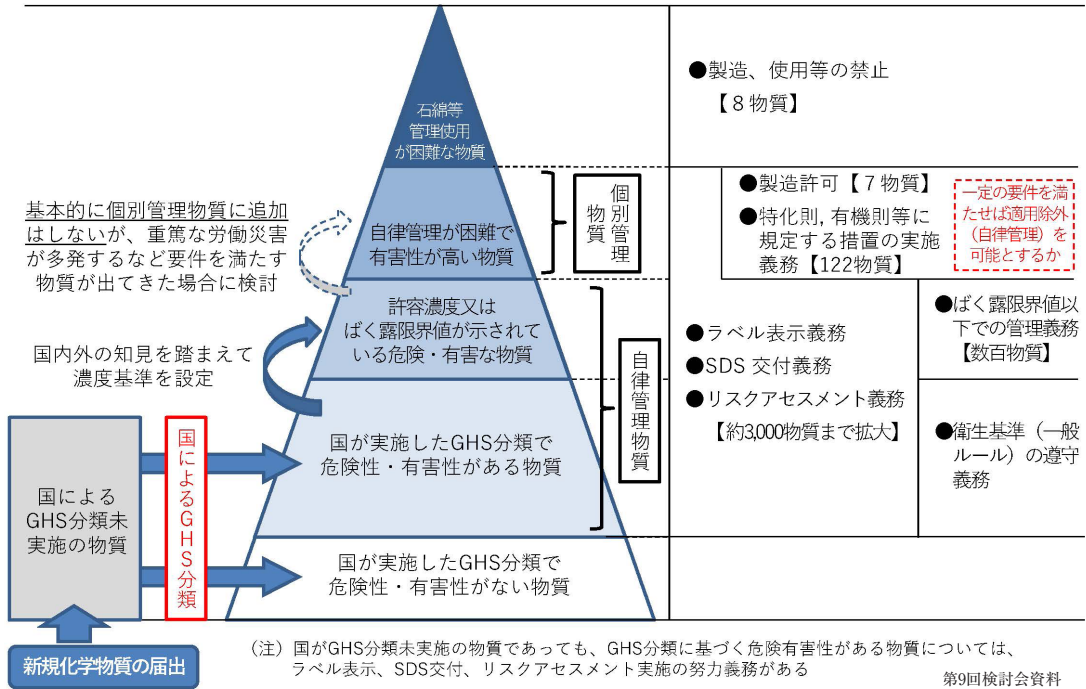 石綿等
管理使用
が困難な物質
●製造、使用等の禁止
【８物質】
基本的に個別管理物質に追加
はしないが、重篤な労働災害
が多発するなど要件を満たす
物質が出てきた場合に検討
自律管理が困難で
有害性が高い物質
個別管理
物質
●製造許可【７物質】
●特化則, 有機則等に
規定する措置の実施
義務【122物質】
一定の要件を満
たせば適用除外
（自律管理）を
可能とするか
国内外の知見を踏まえて
濃度基準を設定
許容濃度又は
ばく露限界値が示されて
いる危険・有害な物質
自律管理物質
●ラベル表示義務
●SDS 交付義務
●リスクアセスメント義務
【約3,000物質まで拡大】
●ばく露限界値以
下での管理義務
【数百物質】
●衛生基準（一般
ルール）の遵守
義務
国による
GHS分類未
実施の物質
国によるGHS分類
国が実施したGHS分類で
危険性・有害性がある物質
国が実施したGHS分類で
危険性・有害性がない物質
新規化学物質の届出
（注）国がGHS分類未実施の物質であっても、GHS分類に基づく危険有害性がある物質については、
ラベル表示、SDS交付、リスクアセスメント実施の努力義務がある
第9回検討会資料